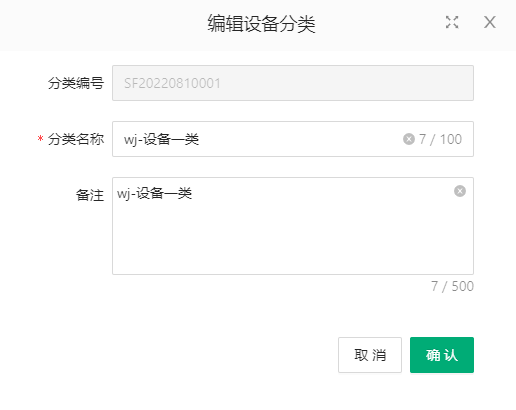 编辑设备分类
分类编号 SF20220810001
* 分类名称 wj-设备一类 7 / 100
备注 wj-设备一类
7 / 500
取 消 确 认